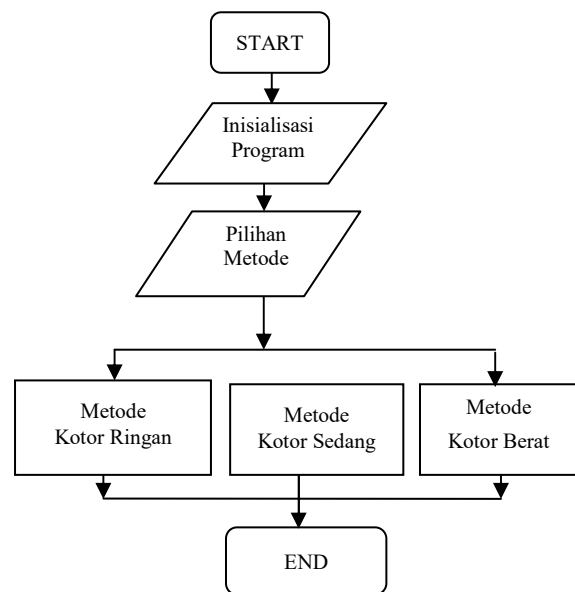 START
Inisialisasi
Program
Pilihan
Metode
Metode
Kotor Ringan
Metode
Kotor Sedang
Metode
Kotor Berat
END